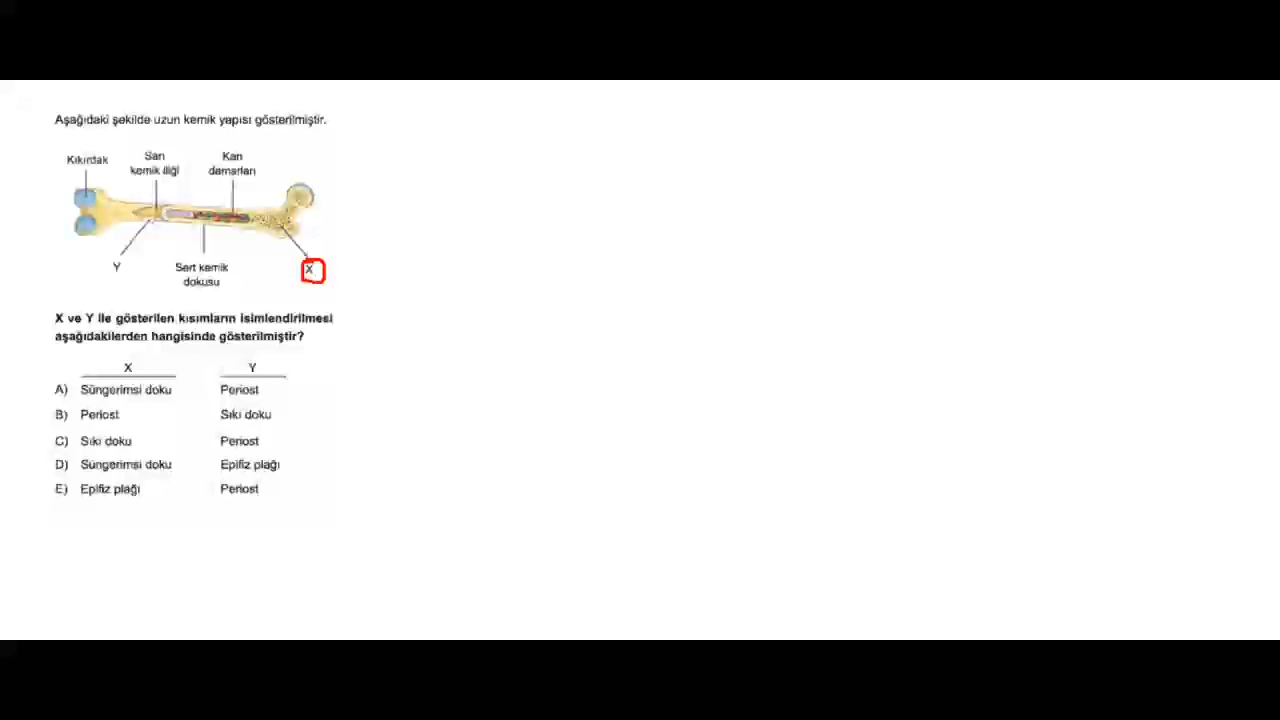 Aşağıdaki şekilde uzun kemik yapısı gösterilmiştir.
Kıkırdak
Sarı
kemik iliği
Kan
damarları
Y
Sert kemik
dokusu
X
X ve Y ile gösterilen kısımların isimlendirilmesi
aşağıdakilerden hangisinde gösterilmiştir?
X Y
A) Süngerimsi doku Periost
B) Periost Sıkı doku
C) Sıkı doku Periost
D) Süngerimsi doku Epifiz plağı
E) Epifiz plağı Periost